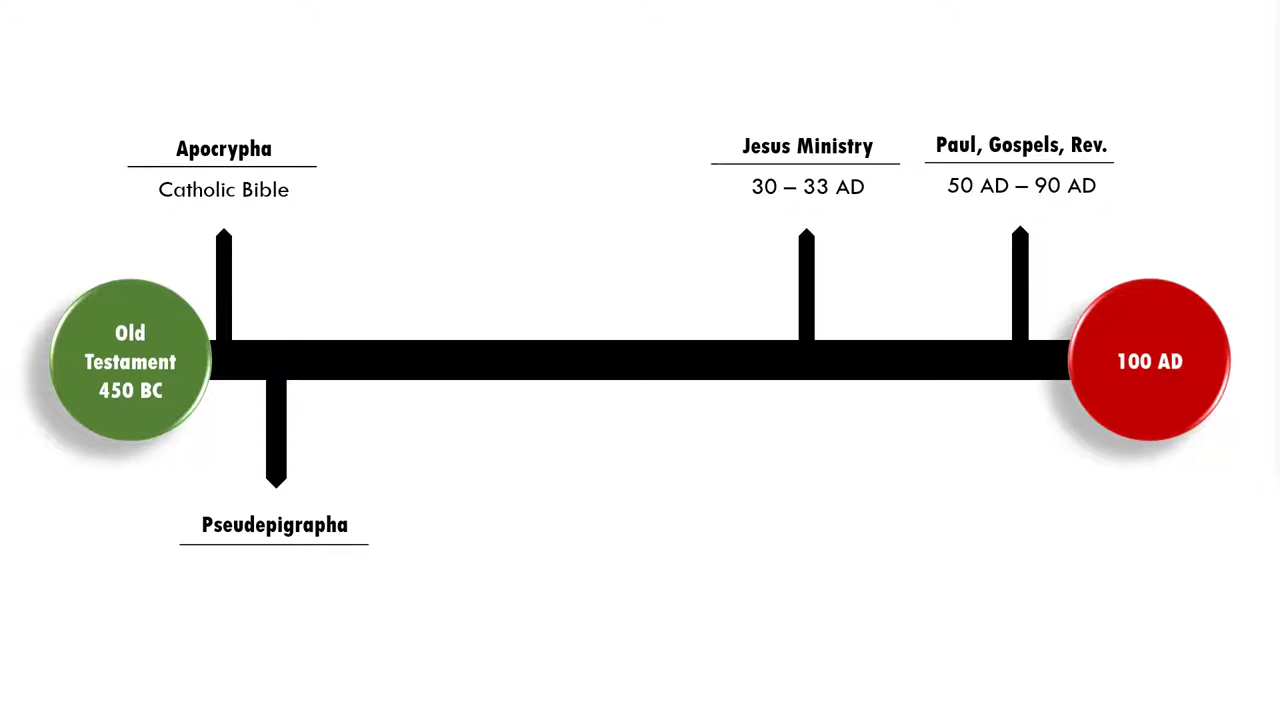 Apocrypha
Catholic Bible
Jesus Ministry
30 – 33 AD
Paul, Gospels, Rev.
50 AD – 90 AD
Old
Testament
450 BC
100 AD
Pseudepigrapha